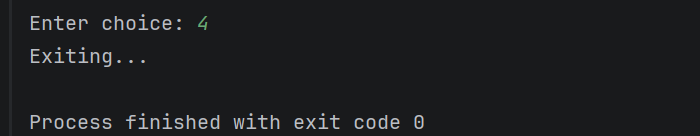 Enter choice: 4
Exiting...
Process finished with exit code 0